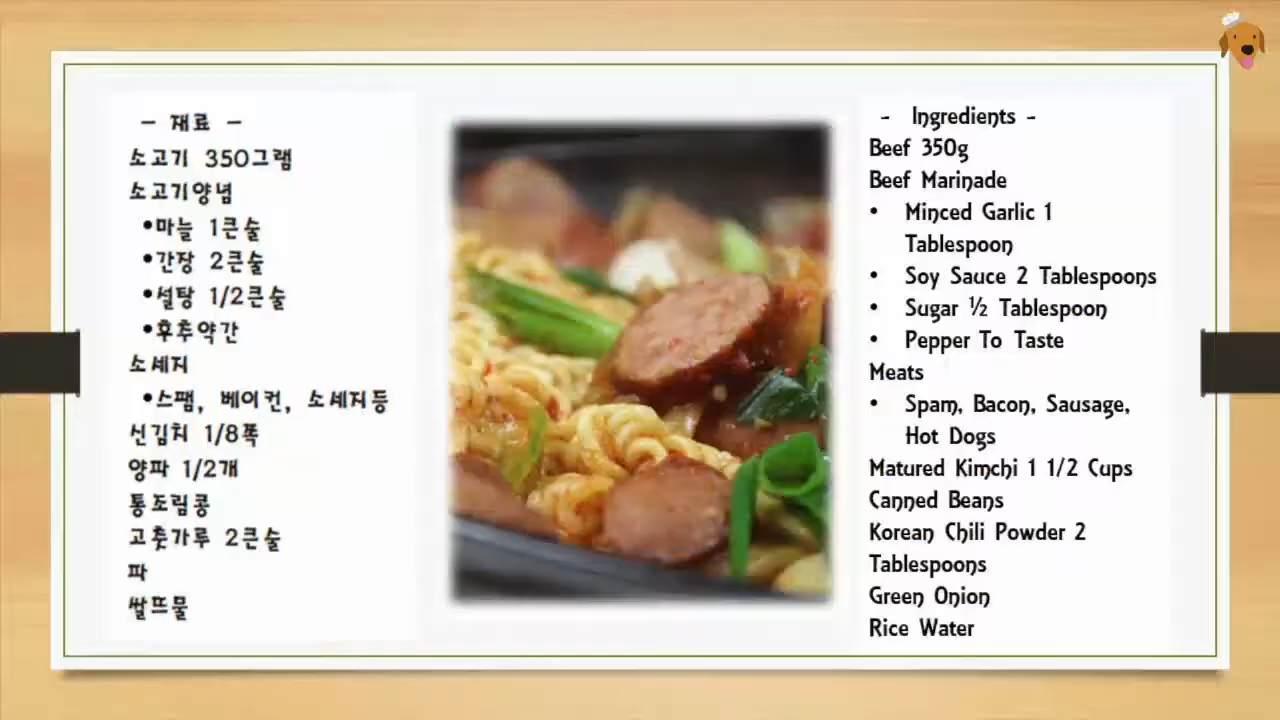 - 재료 -
소고기 350그램
소고기양념
•마늘 1큰술
•간장 2큰술
•설탕 1/2큰술
•후추약간
소세지
•스팸, 베이컨, 소세지등
신김치 1/8쪽
양파 1/2개
통조림콩
고춧가루 2큰술
파
쌀뜨물
- Ingredients -
Beef 350g
Beef Marinade
• Minced Garlic 1
Tablespoon
• Soy Sauce 2 Tablespoons
• Sugar ½ Tablespoon
• Pepper To Taste
Meats
• Spam, Bacon, Sausage,
Hot Dogs
Matured Kimchi 1 1/2 Cups
Canned Beans
Korean Chili Powder 2
Tablespoons
Green Onion
Rice Water